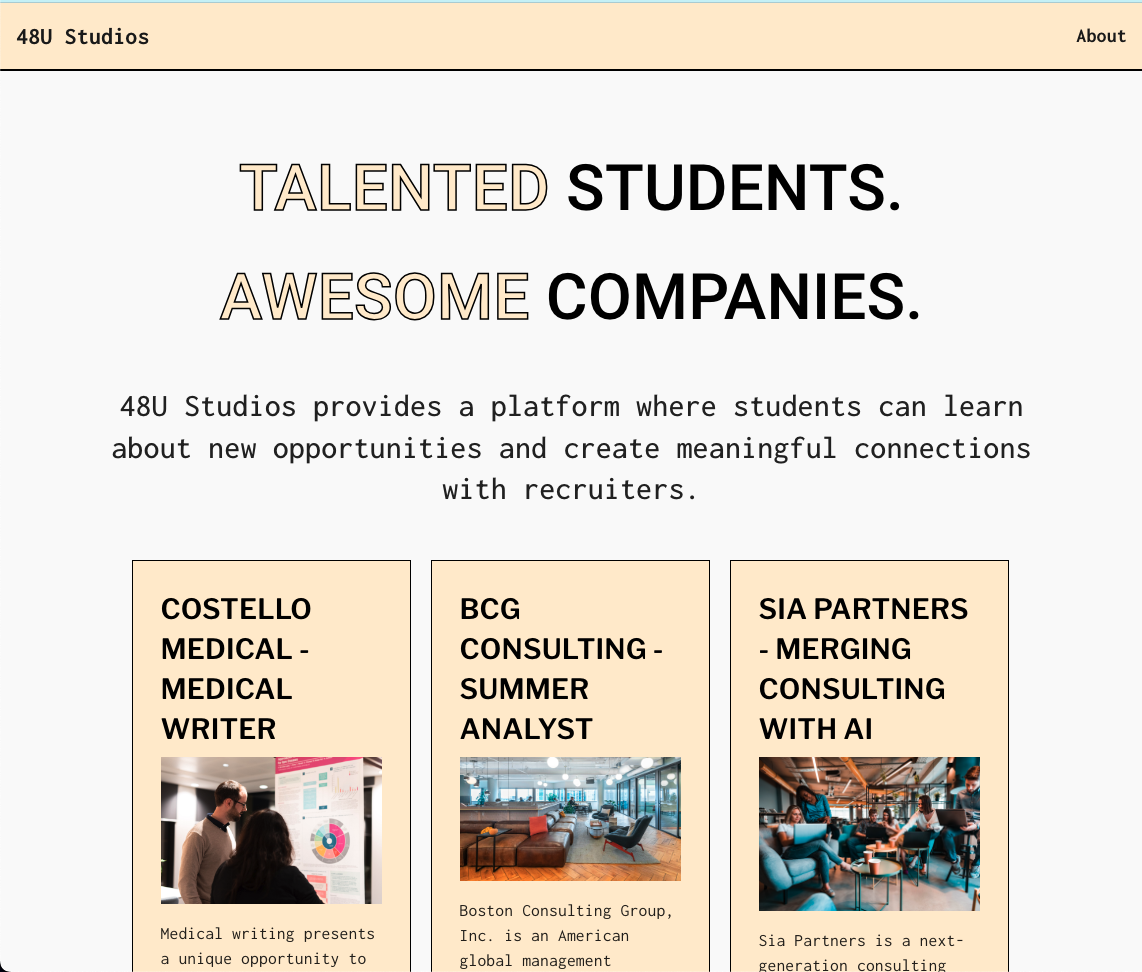 48U Studios
About
TALENTED STUDENTS.
AWESOME COMPANIES.
48U Studios provides a platform where students can learn
about new opportunities and create meaningful connections
with recruiters.
COSTELLO
MEDICAL -
MEDICAL
WRITER
Medical writing presents
a unique opportunity to
BCG
CONSULTING -
SUMMER
ANALYST
Boston Consulting Group,
Inc. is an American
global management
SIA PARTNERS
- MERGING
CONSULTING
WITH AI
Sia Partners is a next-
generation consulting